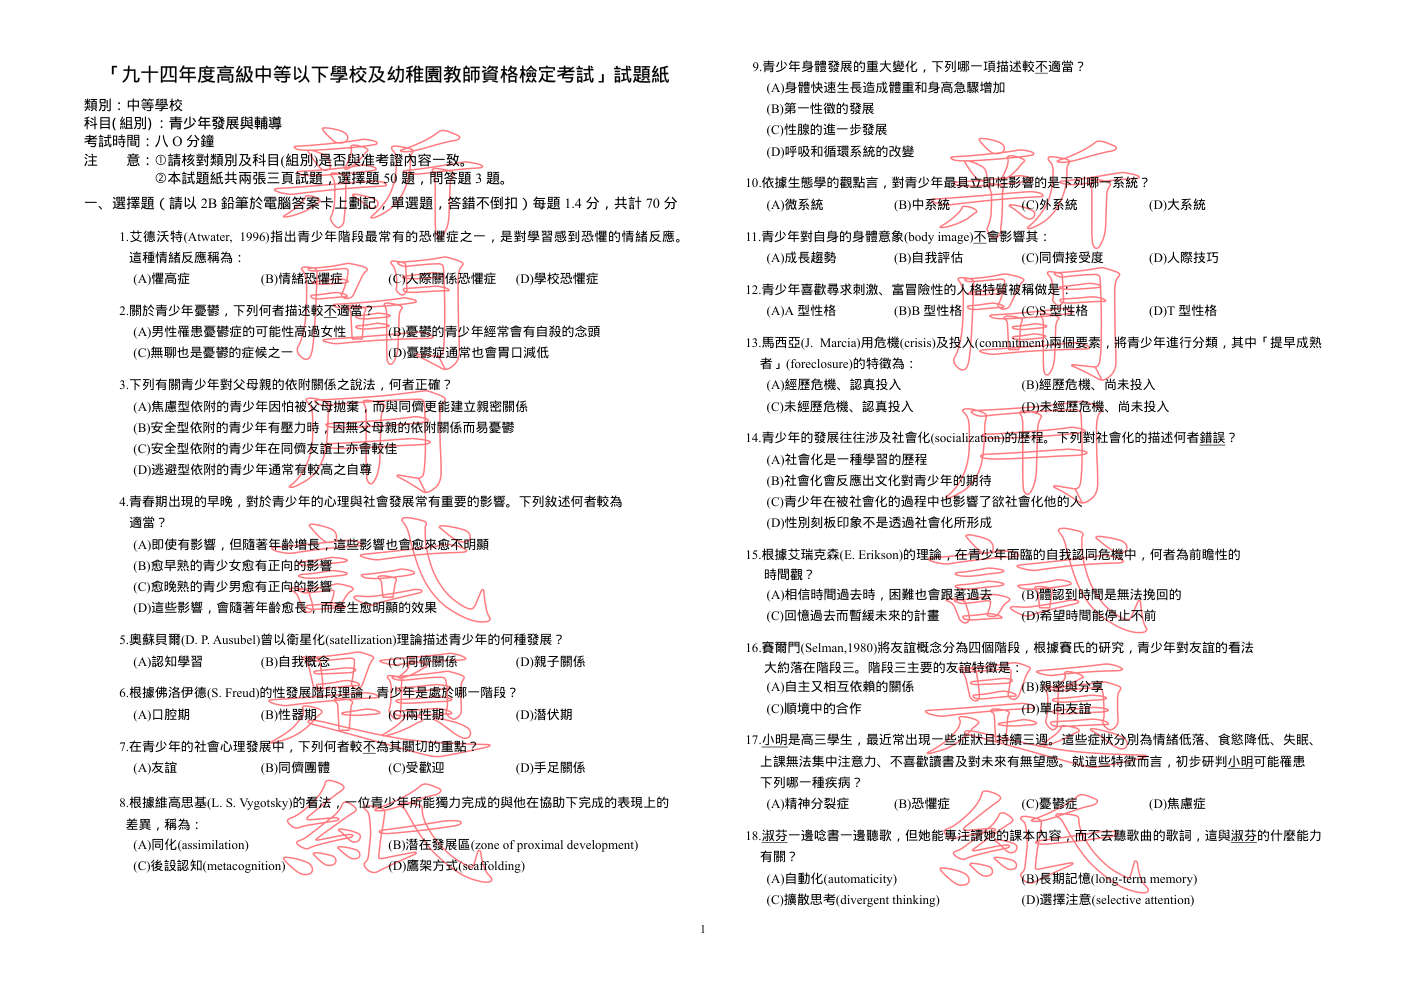 「九十四年度高級中等以下學校及幼稚園教師資格檢定考試」試題紙
類別：中等學校
科目(組別)：青少年發展與輔導
考試時間：八 O 分鐘
注　　意：①請核對類別及科目(組別)是否與准考證內容一致。
②本試題紙共兩張三頁試題，選擇題 50 題，問答題 3 題。
一、選擇題（請以 2B 鉛筆於電腦答案卡上劃記，單選題，答錯不倒扣）每題 1.4 分，共計 70 分
1.艾德沃特(Atwater, 1996)指出青少年階段最常有的恐懼症之一，是對學習感到恐懼的情緒反應。
這種情緒反應稱為：
(A)懼高症 (B)情緒恐懼症 (C)人際關係恐懼症 (D)學校恐懼症
2.關於青少年憂鬱，下列何者描述較不適當？
(A)男性罹患憂鬱症的可能性高過女性 (B)憂鬱的青少年經常會有自殺的念頭
(C)無聊也是憂鬱的症候之一 (D)憂鬱症通常也會胃口減低
3.下列有關青少年對父母親的依附關係之說法，何者正確？
(A)焦慮型依附的青少年因怕被父母拋棄，而與同儕更能建立親密關係
(B)安全型依附的青少年有壓力時，因無父母親的依附關係而易憂鬱
(C)安全型依附的青少年在同儕友誼上亦會較佳
(D)逃避型依附的青少年通常有較高之自尊
4.青春期出現的早晚，對於青少年的心理與社會發展常有重要的影響。下列敘述何者較為
適當？
(A)即使有影響，但隨著年齡增長，這些影響也會愈來愈不明顯
(B)愈早熟的青少女愈有正向的影響
(C)愈晚熟的青少男愈有正向的影響
(D)這些影響，會隨著年齡愈長，而產生愈明顯的效果
5.奧蘇貝爾(D. P. Ausubel)曾以衛星化(satellization)理論描述青少年的何種發展？
(A)認知學習 (B)自我概念 (C)同儕關係 (D)親子關係
6.根據佛洛伊德(S. Freud)的性發展階段理論，青少年是處於哪一階段？
(A)口腔期 (B)性器期 (C)兩性期 (D)潛伏期
7.在青少年的社會心理發展中，下列何者較不為其關切的重點？
(A)友誼 (B)同儕團體 (C)受歡迎 (D)手足關係
8.根據維高思基(L. S. Vygotsky)的看法，一位青少年所能獨力完成的與他在協助下完成的表現上的
差異，稱為：
(A)同化(assimilation) (B)潛在發展區(zone of proximal development)
(C)後設認知(metacognition) (D)鷹架方式(scaffolding)
9.青少年身體發展的重大變化，下列哪一項描述較不適當？
(A)身體快速生長造成體重和身高急驟增加
(B)第一性徵的發展
(C)性腺的進一步發展
(D)呼吸和循環系統的改變
10.依據生態學的觀點言，對青少年最具立即性影響的是下列哪一系統？
(A)微系統 (B)中系統 (C)外系統 (D)大系統
11.青少年對自身的身體意象(body image)不會影響其：
(A)成長趨勢 (B)自我評估 (C)同儕接受度 (D)人際技巧
12.青少年喜歡尋求刺激、富冒險性的人格特質被稱做是：
(A)A 型性格 (B)B 型性格 (C)S 型性格 (D)T 型性格
13.馬西亞(J. Marcia)用危機(crisis)及投入(commitment)兩個要素，將青少年進行分類，其中「提早成熟
者」(foreclosure)的特徵為：
(A)經歷危機、認真投入 (B)經歷危機、尚未投入
(C)未經歷危機、認真投入 (D)未經歷危機、尚未投入
14.青少年的發展往往涉及社會化(socialization)的歷程。下列對社會化的描述何者錯誤？
(A)社會化是一種學習的歷程
(B)社會化會反應出文化對青少年的期待
(C)青少年在被社會化的過程中也影響了欲社會化他的人
(D)性別刻板印象不是透過社會化所形成
15.根據艾瑞克森(E. Erikson)的理論，在青少年面臨的自我認同危機中，何者為前瞻性的
時間觀？
(A)相信時間過去時，困難也會跟著過去 (B)體認到時間是無法挽回的
(C)回憶過去而暫緩未來的計畫 (D)希望時間能停止不前
16.賽爾門(Selman,1980)將友誼概念分為四個階段，根據賽氏的研究，青少年對友誼的看法
大約落在階段三。階段三主要的友誼特徵是：
(A)自主又相互依賴的關係 (B)親密與分享
(C)順境中的合作 (D)單向友誼
17.小明是高三學生，最近常出現一些症狀且持續三週。這些症狀分別為情緒低落、食慾降低、失眠、
上課無法集中注意力、不喜歡讀書及對未來有無望感。就這些特徵而言，初步研判小明可能罹患
下列哪一種疾病？
(A)精神分裂症 (B)恐懼症 (C)憂鬱症 (D)焦慮症
18.淑芬一邊唸書一邊聽歌，但她能專注讀她的課本內容，而不去聽歌曲的歌詞，這與淑芬的什麼能力
有關？
(A)自動化(automaticity) (B)長期記憶(long-term memory)
(C)擴散思考(divergent thinking) (D)選擇注意(selective attention)
1
新聞用試題紙
新聞用試題紙